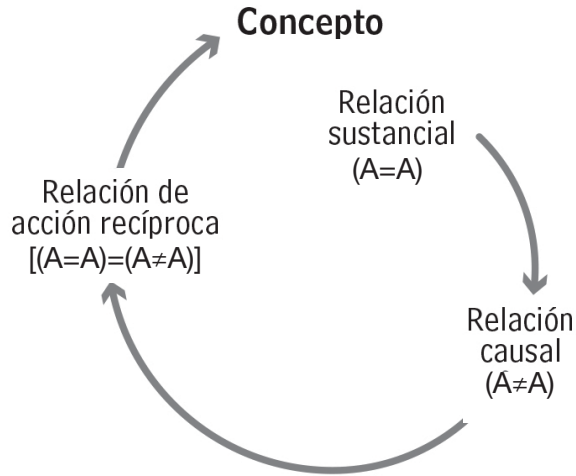 Concepto
Relación
sustancial
(A=A)
Relación de
acción recíproca
[(A=A)=(A≠A)]
Relación
causal
(A≠A)